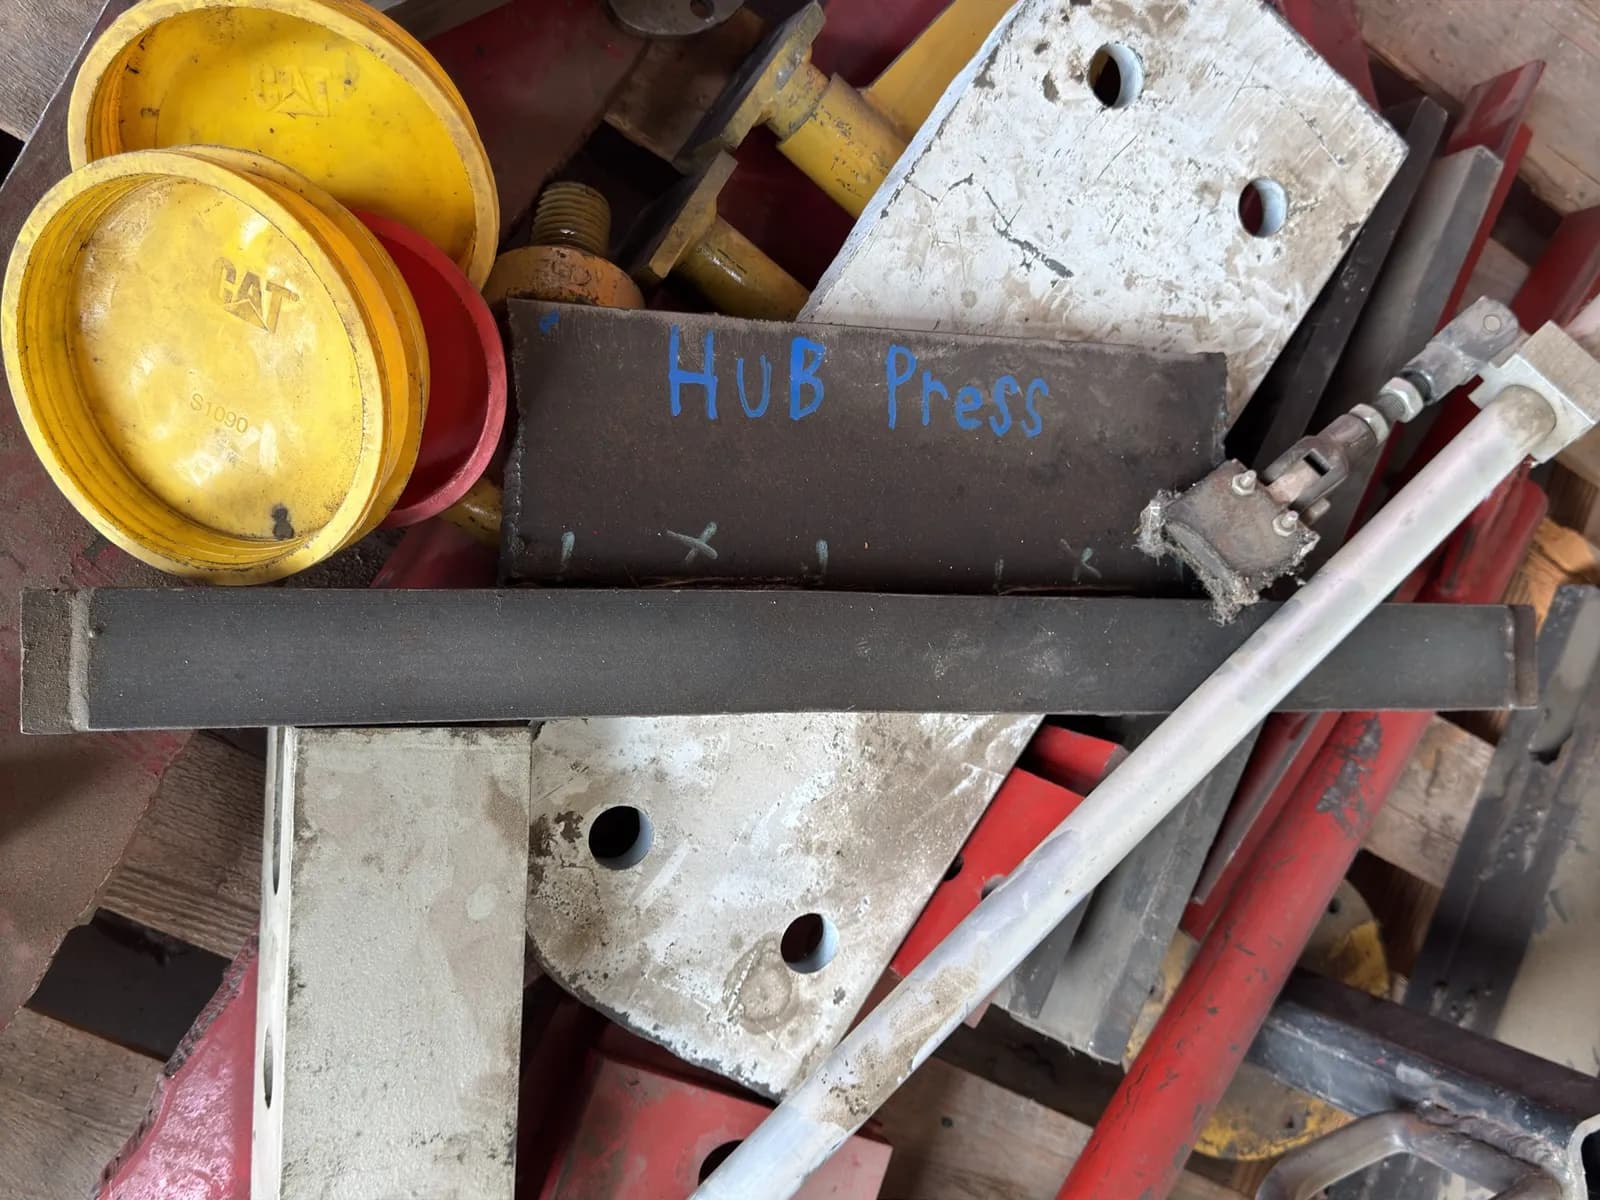 CAT
CAT
S1090
HUB Press